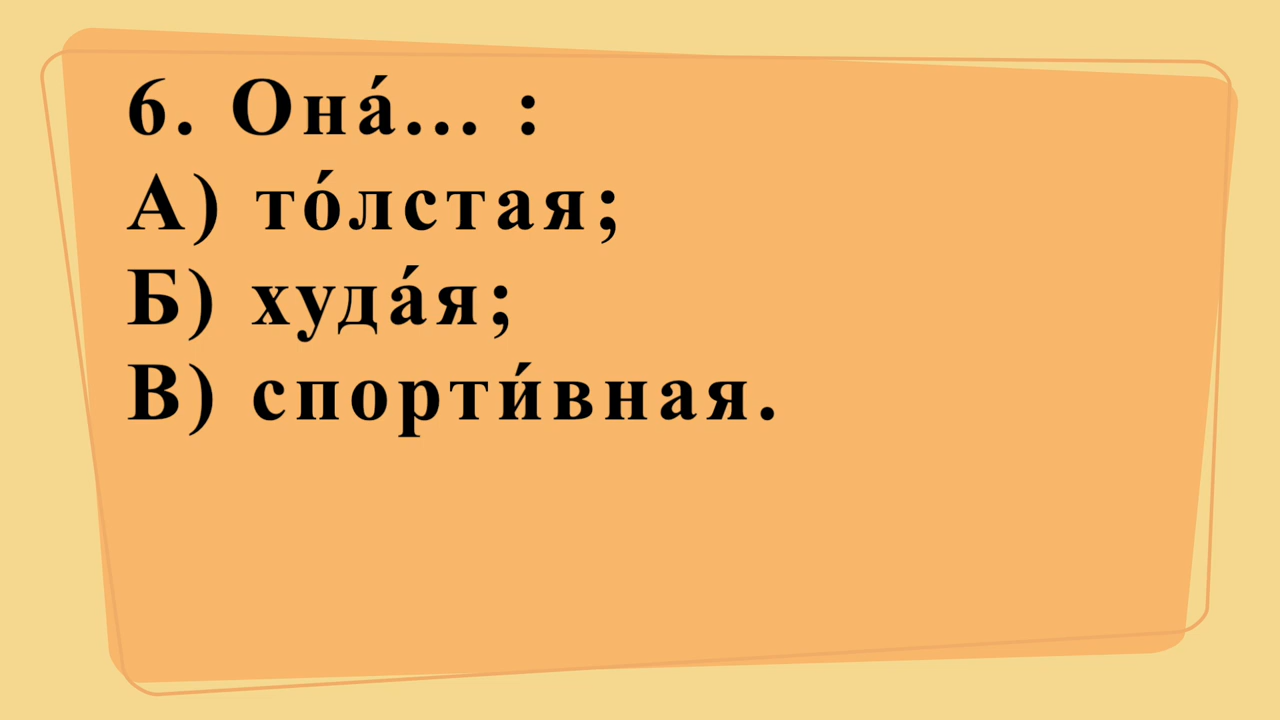 6. Она́... :
А) то́лстая;
Б) худа́я;
В) спорти́вная.